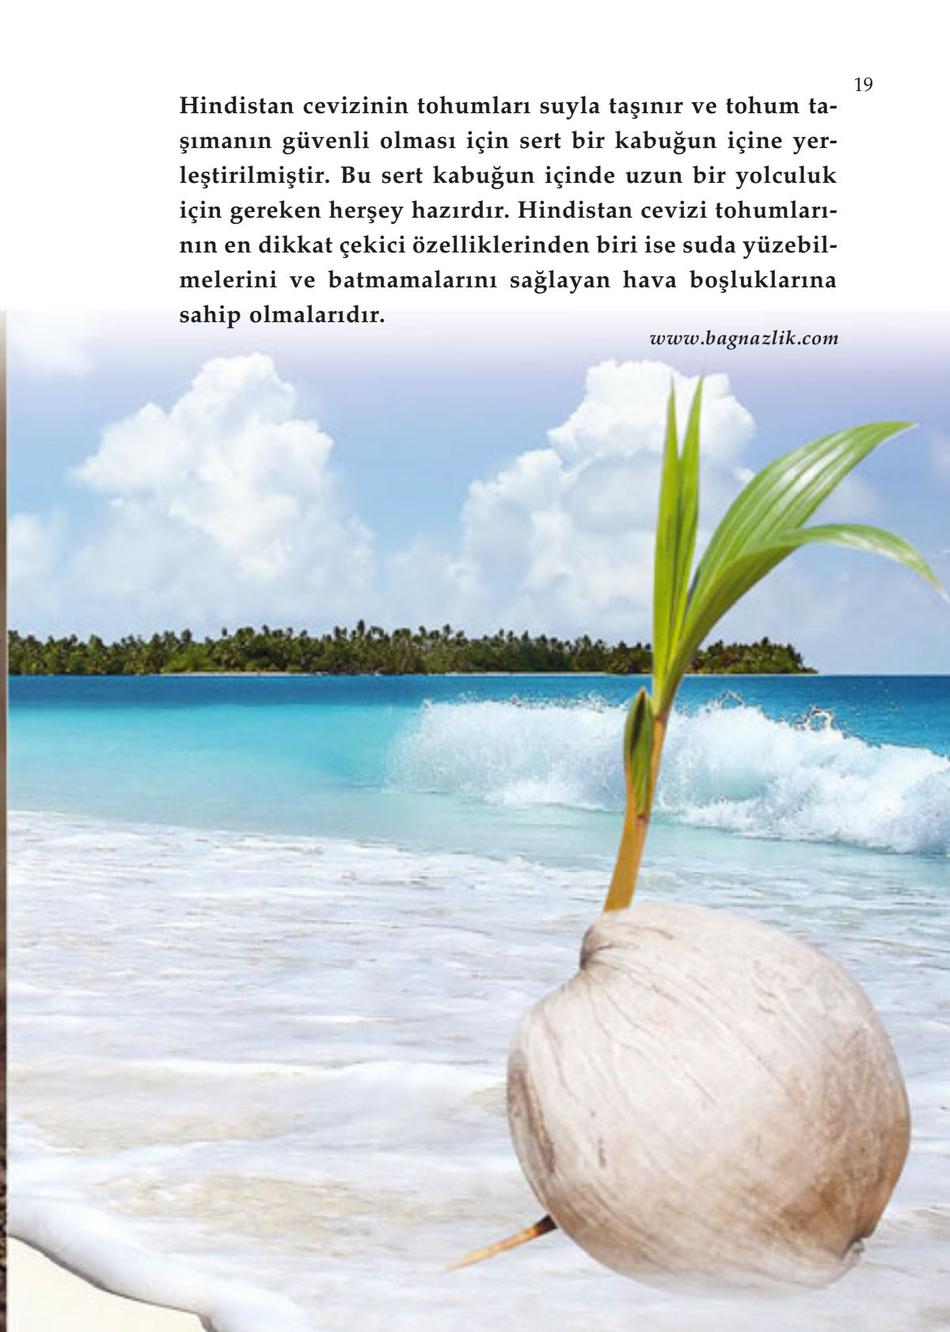 19
Hindistan cevizinin tohumları suyla taşınır ve tohum ta-
şımanın güvenli olması için sert bir kabuğun içine yer-
leştirilmiştir. Bu sert kabuğun içinde uzun bir yolculuk
için gereken herşey hazırdır. Hindistan cevizi tohumları-
nın en dikkat çekici özelliklerinden biri ise suda yüzebil-
melerini ve batmamalarını sağlayan hava boşluklarına
sahip olmalarıdır.
www.bagnazlik.com